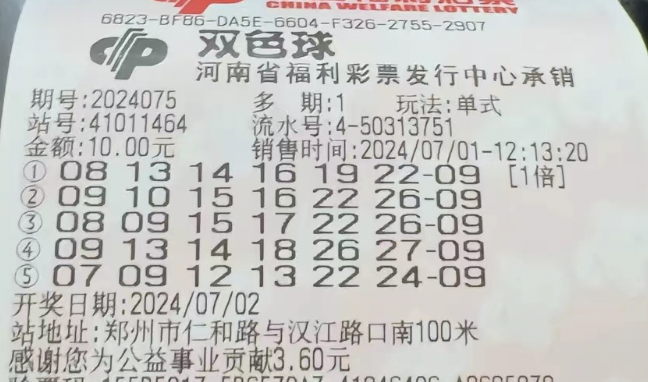 CHINA WELFARE LOTTERY
6823-BF86-DA5E-6604-F326-2755-2907
双色球
河南省福利彩票发行中心承销
期号:2024075 多 期:1 玩法:单式
站号:41011464 流水号:4-50313751
金额:10.00元 销售时间:2024/07/01-12:13:20
① 08 13 14 16 19 22-09 [1倍]
② 09 10 15 16 22 26-09
③ 08 09 15 17 22 26-09
④ 09 13 14 18 26 27-09
⑤ 07 09 12 13 22 24-09
开奖日期:2024/07/02
站地址:郑州市仁和路与汉江路口南100米
感谢您为公益事业贡献3.60元